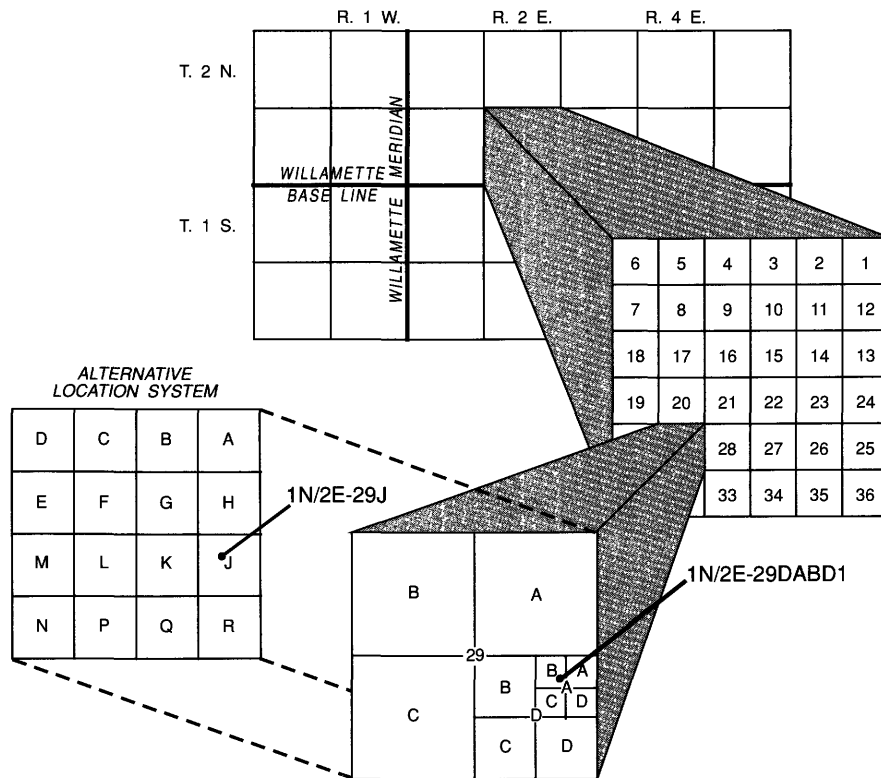 R. 1 W. R. 2 E. R. 4 E.
T. 2 N.
WILLAMETTE MERIDIAN
WILLAMETTE
BASE LINE
T. 1 S.
6 5 4 3 2 1
7 8 9 10 11 12
18 17 16 15 14 13
19 20 21 22 23 24
28 27 26 25
33 34 35 36
ALTERNATIVE
LOCATION SYSTEM
D C B A
E F G H
M L K J
N P Q R
1N/2E-29J
1N/2E-29DABD1
B A
29
B A
B A
C D
C D
C D